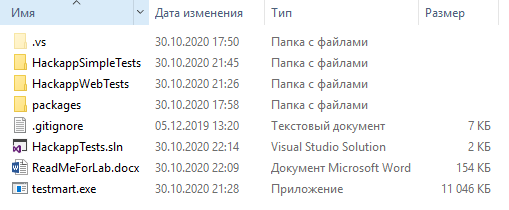 Имя Дата изменения Тип Размер
.vs 30.10.2020 17:50 Папка с файлами
HackappSimpleTests 30.10.2020 21:45 Папка с файлами
HackappWebTests 30.10.2020 21:26 Папка с файлами
packages 30.10.2020 17:58 Папка с файлами
.gitignore 05.12.2019 13:20 Текстовый документ 7 КБ
HackappTests.sln 30.10.2020 22:14 Visual Studio Solution 2 КБ
ReadMeForLab.docx 30.10.2020 22:09 Документ Microsoft Word 154 КБ
testmart.exe 30.10.2020 21:28 Приложение 11 046 КБ